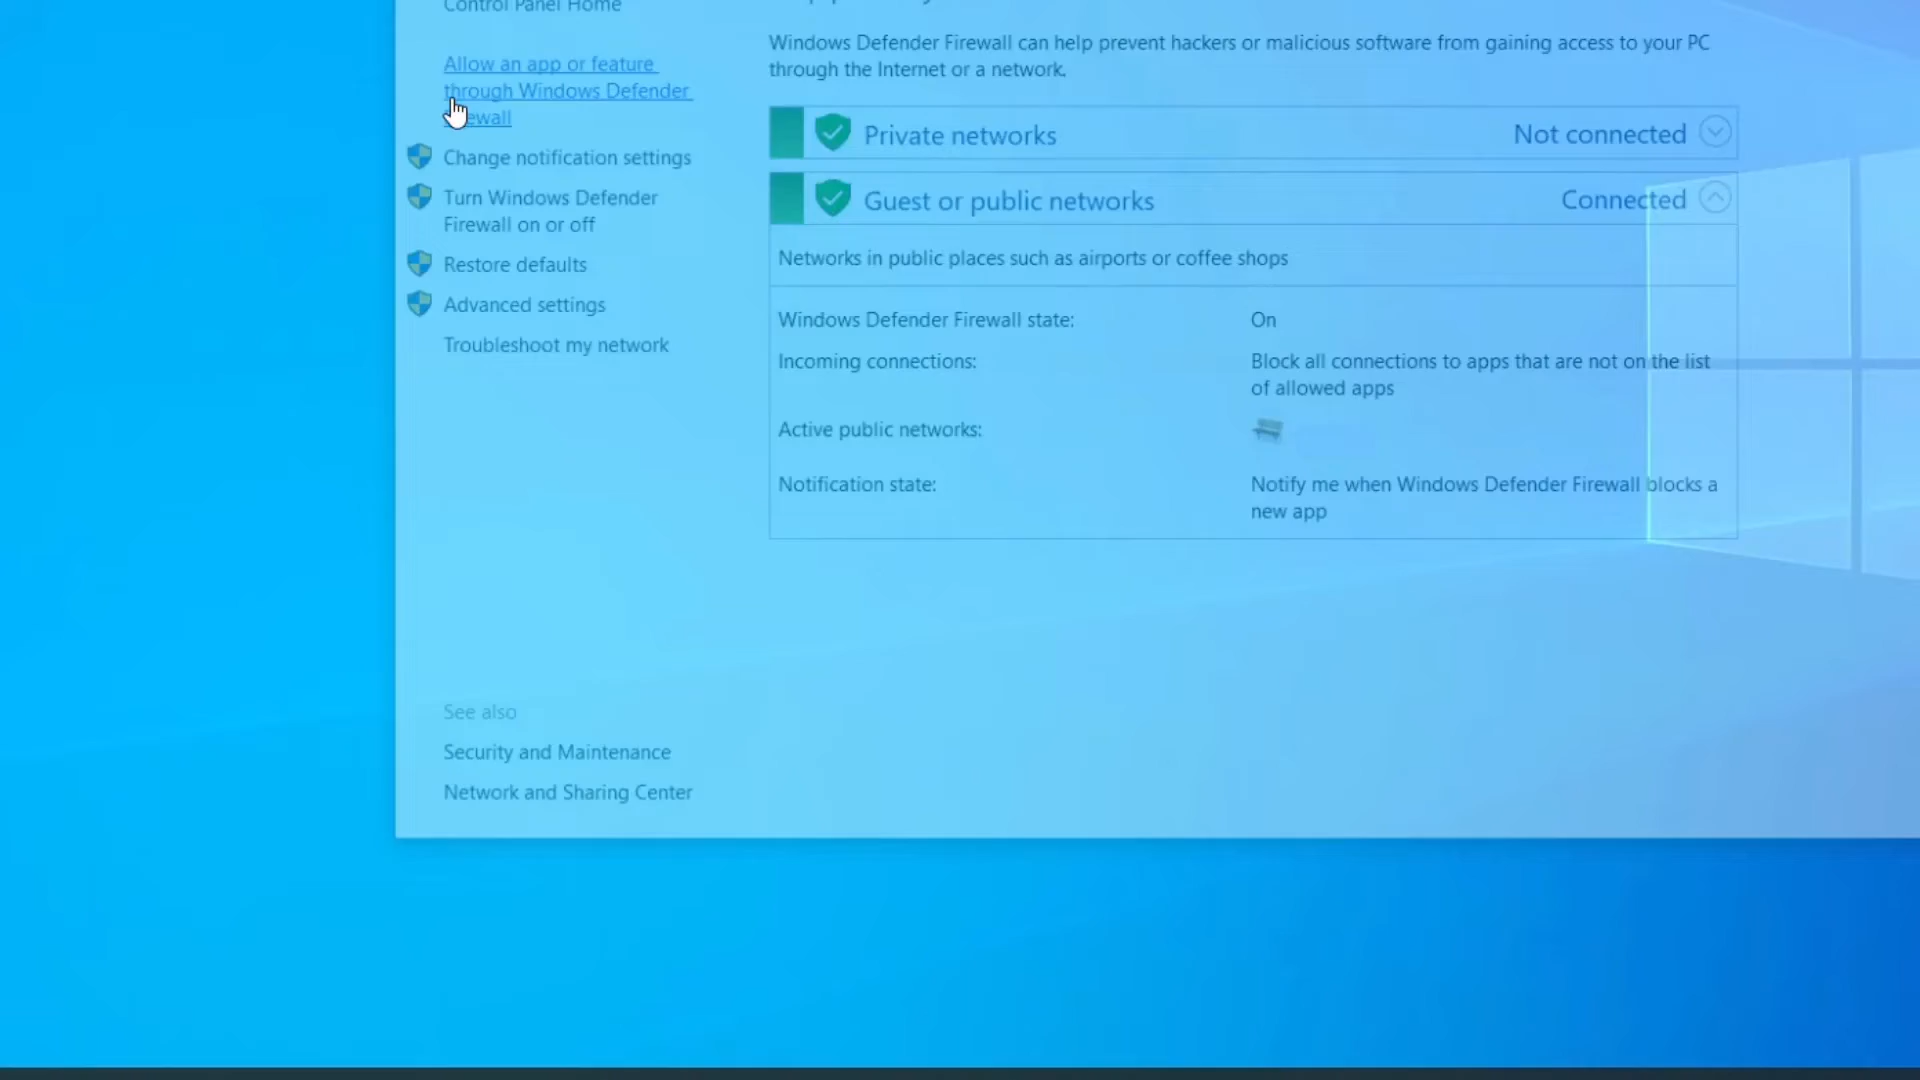 Control Panel Home
Allow an app or feature
through Windows Defender
ewall
Change notification settings
Turn Windows Defender
Firewall on or off
Restore defaults
Advanced settings
Troubleshoot my network
See also
Security and Maintenance
Network and Sharing Center
Windows Defender Firewall can help prevent hackers or malicious software from gaining access to your PC
through the Internet or a network.
Private networks
Not connected
Guest or public networks
Connected
Networks in public places such as airports or coffee shops
Windows Defender Firewall state:
On
Incoming connections:
Block all connections to apps that are not on the list
of allowed apps
Active public networks:
Notification state:
Notify me when Windows Defender Firewall blocks a
new app